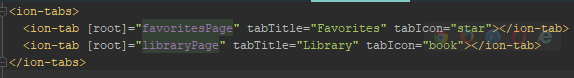 <ion-tabs>
<ion-tab [root]="favoritesPage" tabTitle="Favorites" tabIcon="star"></ion-tab>
<ion-tab [root]="libraryPage" tabTitle="Library" tabIcon="book"></ion-tab>
</ion-tabs>